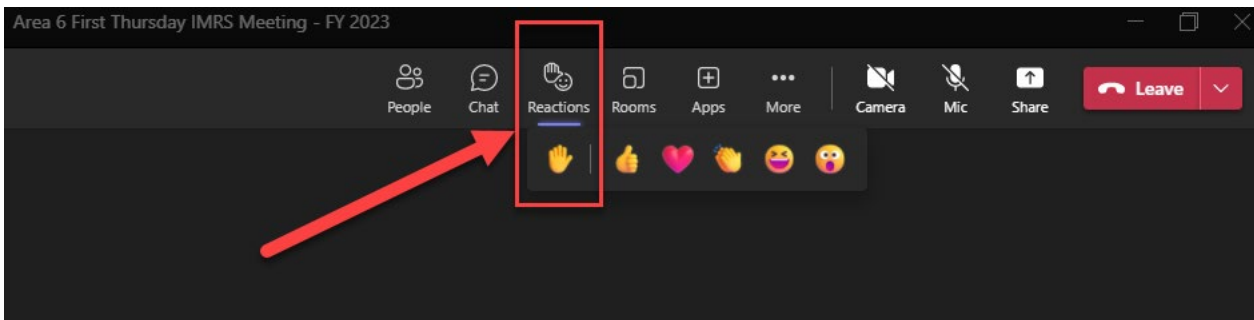 Area 6 First Thursday IMRS Meeting - FY 2023
People Chat Reactions Rooms Apps More Camera Mic Share Leave